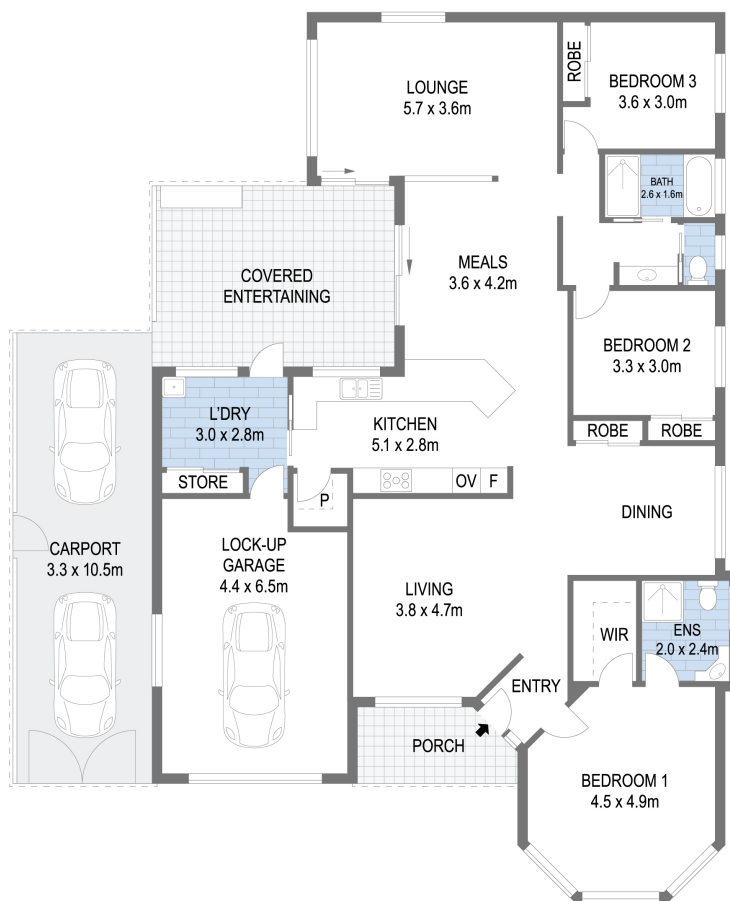 LOUNGE
5.7 x 3.6m
ROBE
BEDROOM 3
3.6 x 3.0m
BATH
2.6 x 1.6m
COVERED
ENTERTAINING
MEALS
3.6 x 4.2m
BEDROOM 2
3.3 x 3.0m
L'DRY
3.0 x 2.8m
KITCHEN
5.1 x 2.8m
ROBE
ROBE
STORE
OV
F
P
DINING
CARPORT
3.3 x 10.5m
LOCK-UP
GARAGE
4.4 x 6.5m
LIVING
3.8 x 4.7m
WIR
ENS
2.0 x 2.4m
ENTRY
PORCH
BEDROOM 1
4.5 x 4.9m